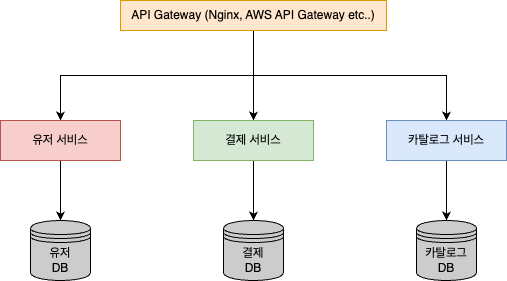 API Gateway (Nginx, AWS API Gateway etc..)
유저 서비스
결제 서비스
카탈로그 서비스
유저
DB
결제
DB
카탈로그
DB